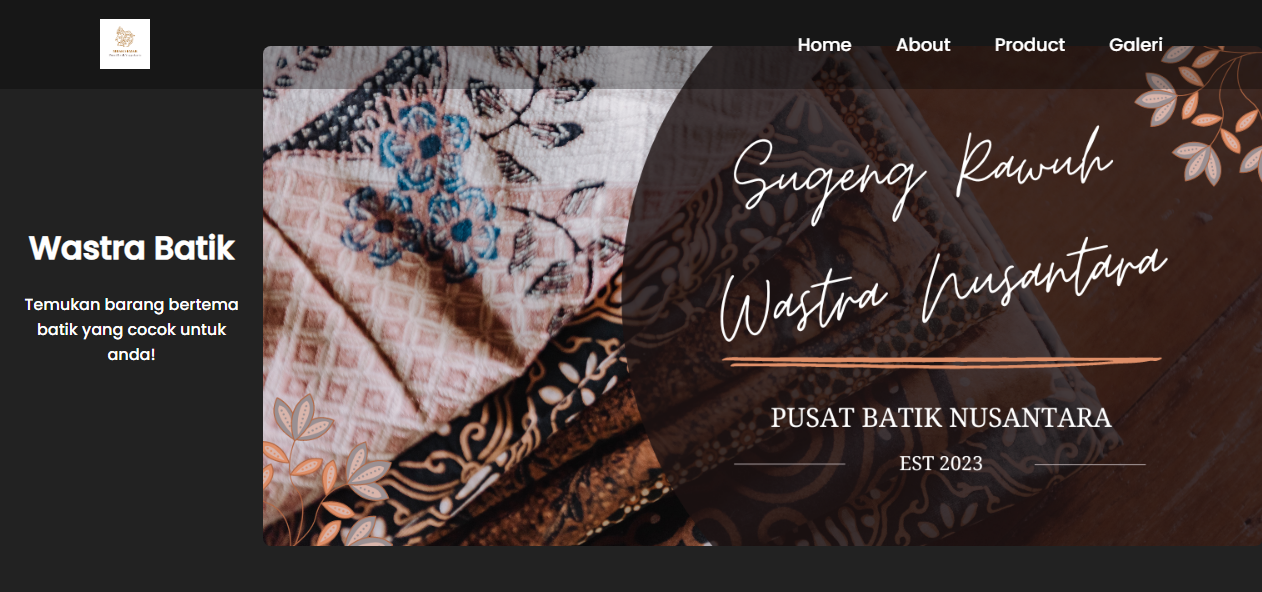 Home About Product Galeri
Wastra Batik
Temukan barang bertema
batik yang cocok untuk
anda!
Sugeng Rawuh
Wastra Nusantara
PUSAT BATIK NUSANTARA
EST 2023